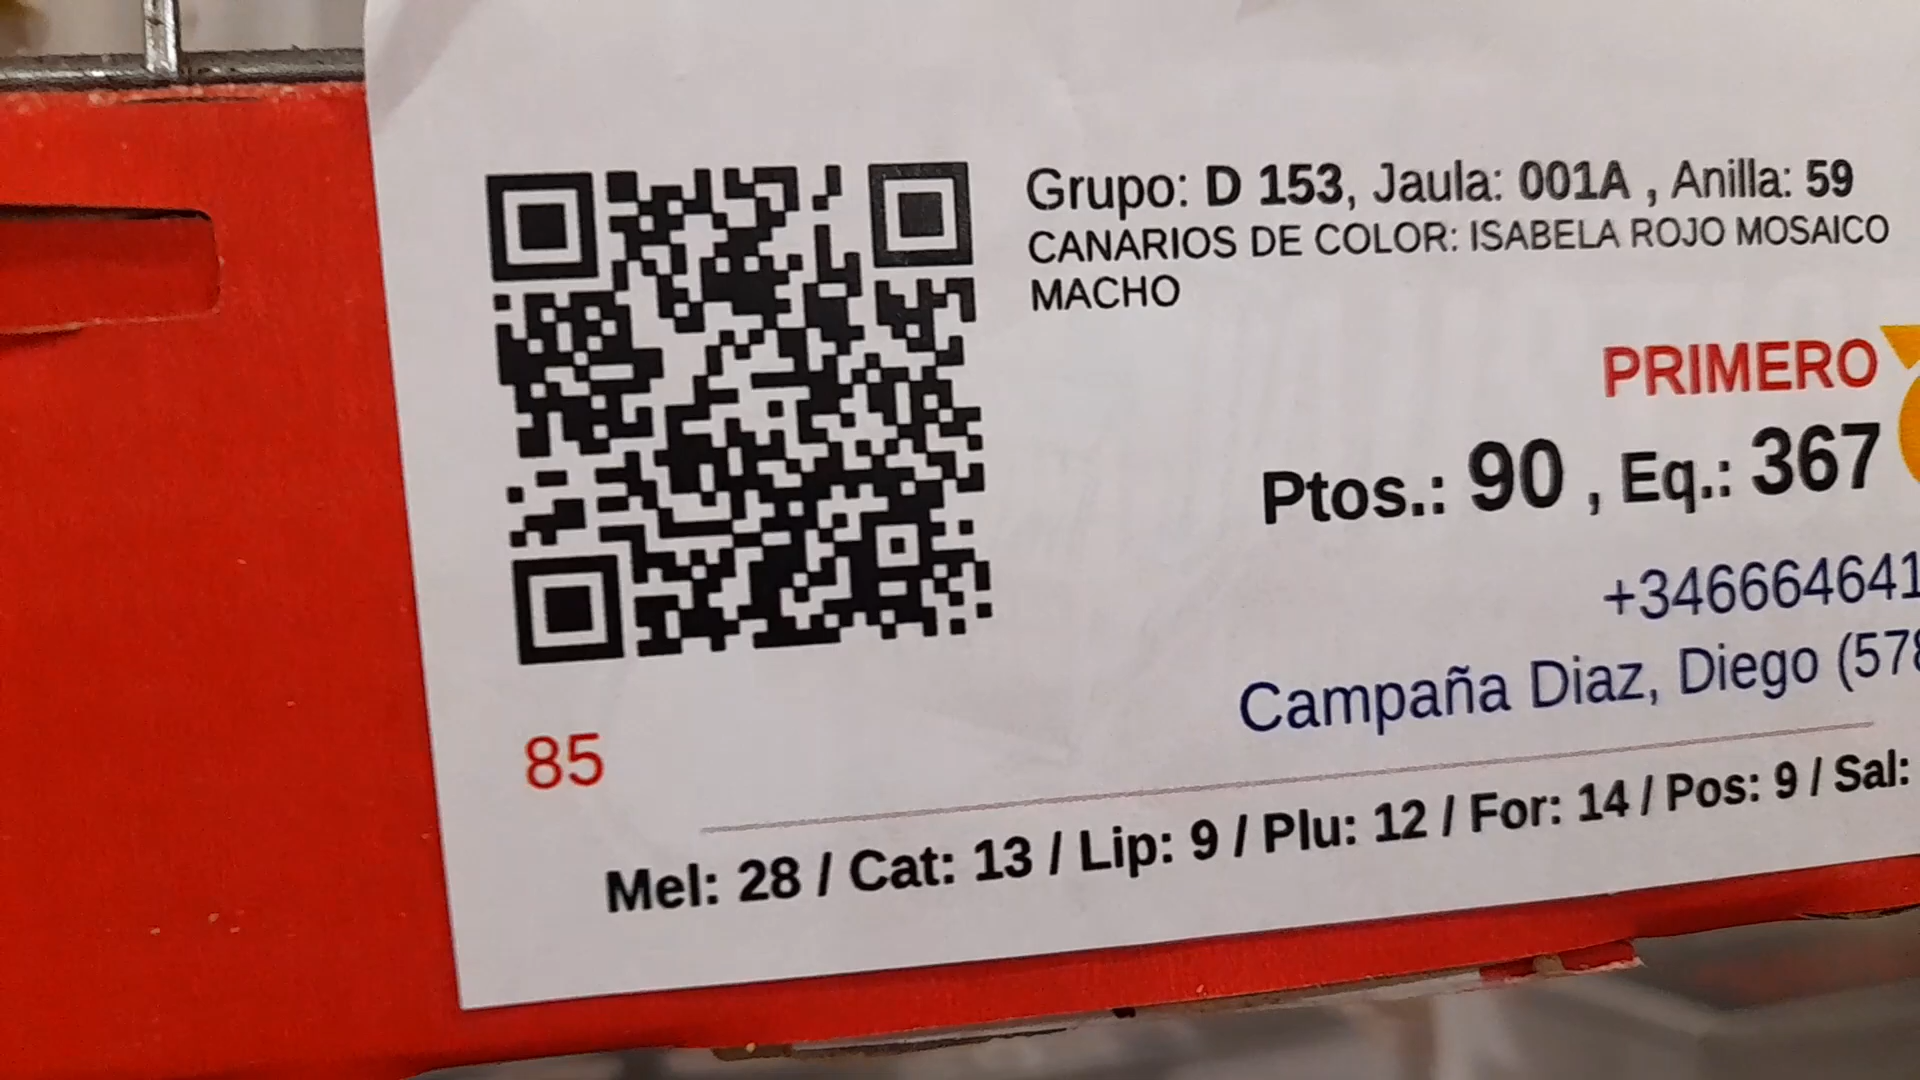 Grupo: D 153, Jaula: 001A , Anilla: 59
CANARIOS DE COLOR: ISABELA ROJO MOSAICO
MACHO
PRIMERO
Ptos.: 90 , Eq.: 367
+346664641
Campaña Diaz, Diego (578
85
Mel: 28 / Cat: 13 / Lip: 9 / Plu: 12 / For: 14 / Pos: 9 / Sal: